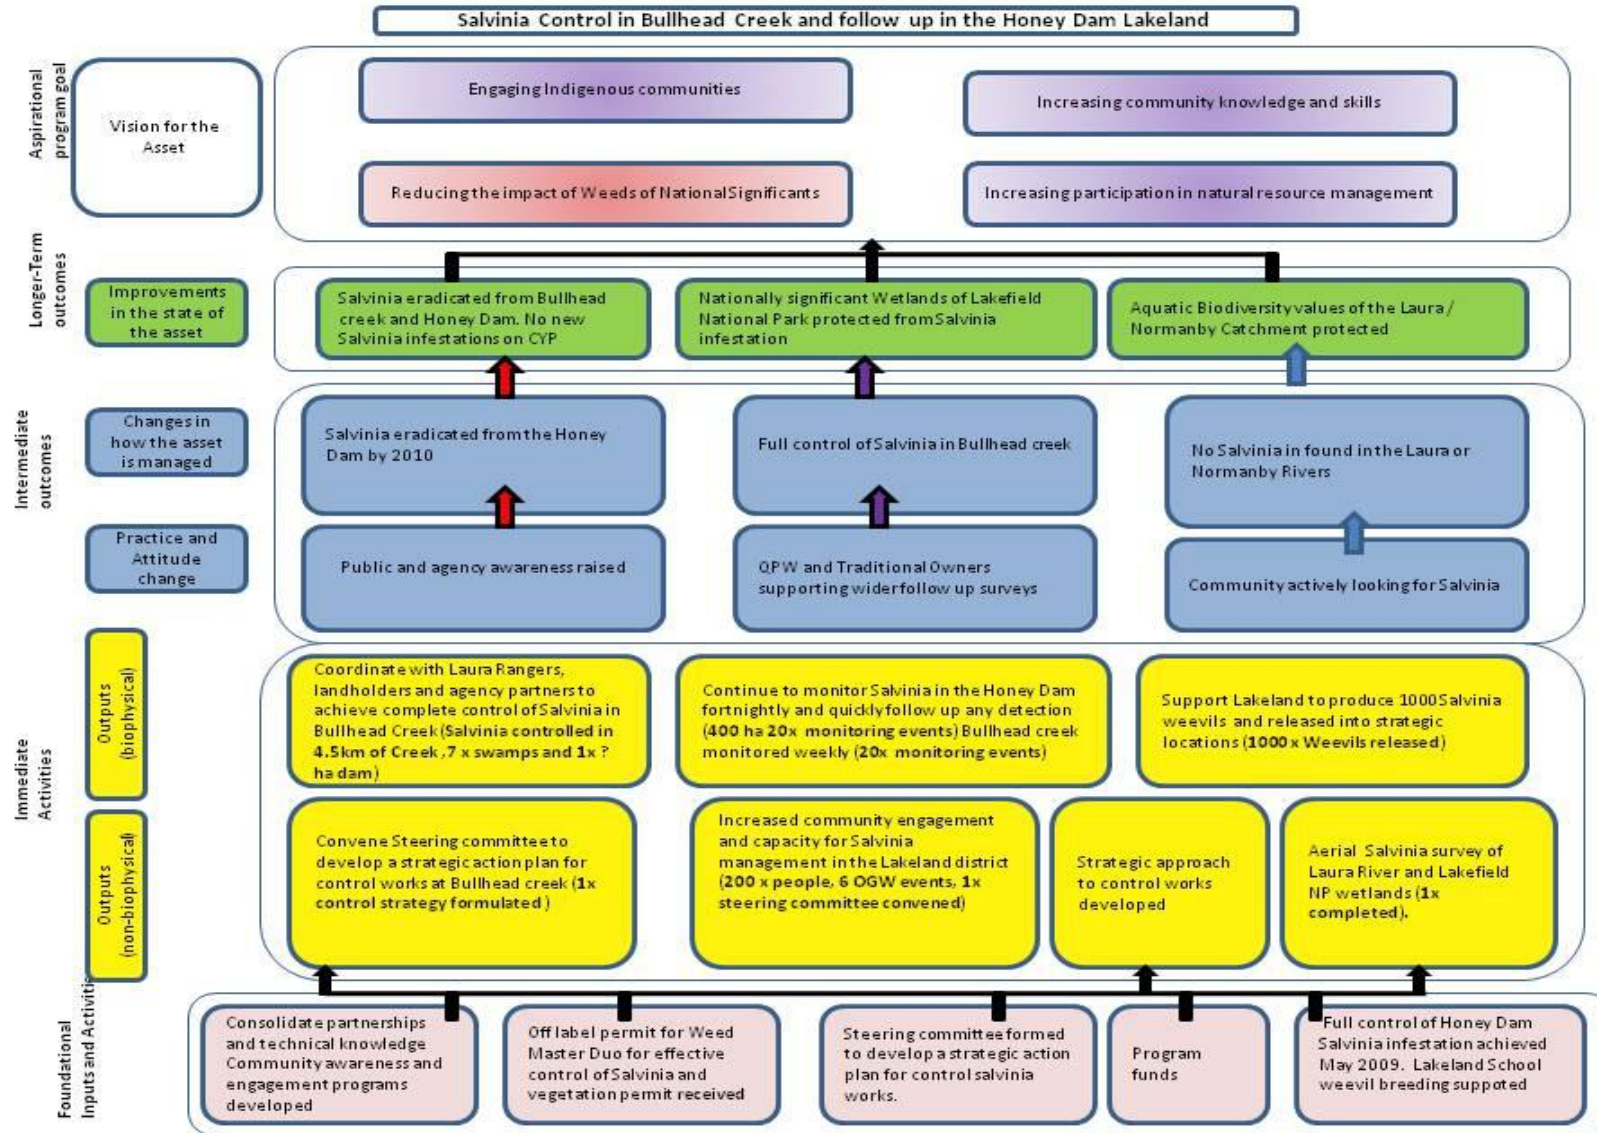 Salvinia Control in Bullhead Creek and follow up in the Honey Dam Lakeland
Aspirational
program goal
Vision for the
Asset
Engaging Indigenous communities
Increasing community knowledge and skills
Reducing the impact of Weeds of National Significants
Increasing participation in natural resource management
Longer-Term
outcomes
Improvements
in the state of
the asset
Salvinia eradicated from Bullhead
creek and Honey Dam. No new
Salvinia infestations on CYP
Nationally significant Wetlands of Lakefield
National Park protected from Salvinia
infestation
Aquatic Biodiversity values of the Laura /
Normanby Catchment protected
Intermediate
outcomes
Changes in
how the asset
is managed
Salvinia eradicated from the Honey
Dam by 2010
Full control of Salvinia in Bullhead creek
No Salvinia in found in the Laura or
Normanby Rivers
Practice and
Attitude
change
Public and agency awareness raised
QPW and Traditional Owners
supporting wider follow up surveys
Community actively looking for Salvinia
Immediate
Activities
Outputs
(biophysical)
Coordinate with Laura Rangers,
landholders and agency partners to
achieve complete control of Salvinia in
Bullhead Creek (Salvinia controlled in
4.5km of Creek ,7 x swamps and 1x ?
ha dam)
Continue to monitor Salvinia in the Honey Dam
fortnightly and quickly follow up any detection
(400 ha 20x monitoring events) Bullhead creek
monitored weekly (20x monitoring events)
Support Lakeland to produce 1000 Salvinia
weevils and released into strategic
locations (1000 x Weevils released)
Outputs
(non-biophysical)
Convene Steering committee to
develop a strategic action plan for
control works at Bullhead creek (1x
control strategy formulated )
Increased community engagement
and capacity for Salvinia
management in the Lakeland district
(200 x people, 6 OGW events, 1x
steering committee convened)
Strategic approach
to control works
developed
Aerial Salvinia survey of
Laura River and Lakefield
NP wetlands (1x
completed).
Foundational
Inputs and Activitie
Consolidate partnerships
and technical knowledge
Community awareness and
engagement programs
developed
Off label permit for Weed
Master Duo for effective
control of Salvinia and
vegetation permit received
Steering committee formed
to develop a strategic action
plan for control salvinia
works.
Program
funds
Full control of Honey Dam
Salvinia infestation achieved
May 2009. Lakeland School
weevil breeding suppoted